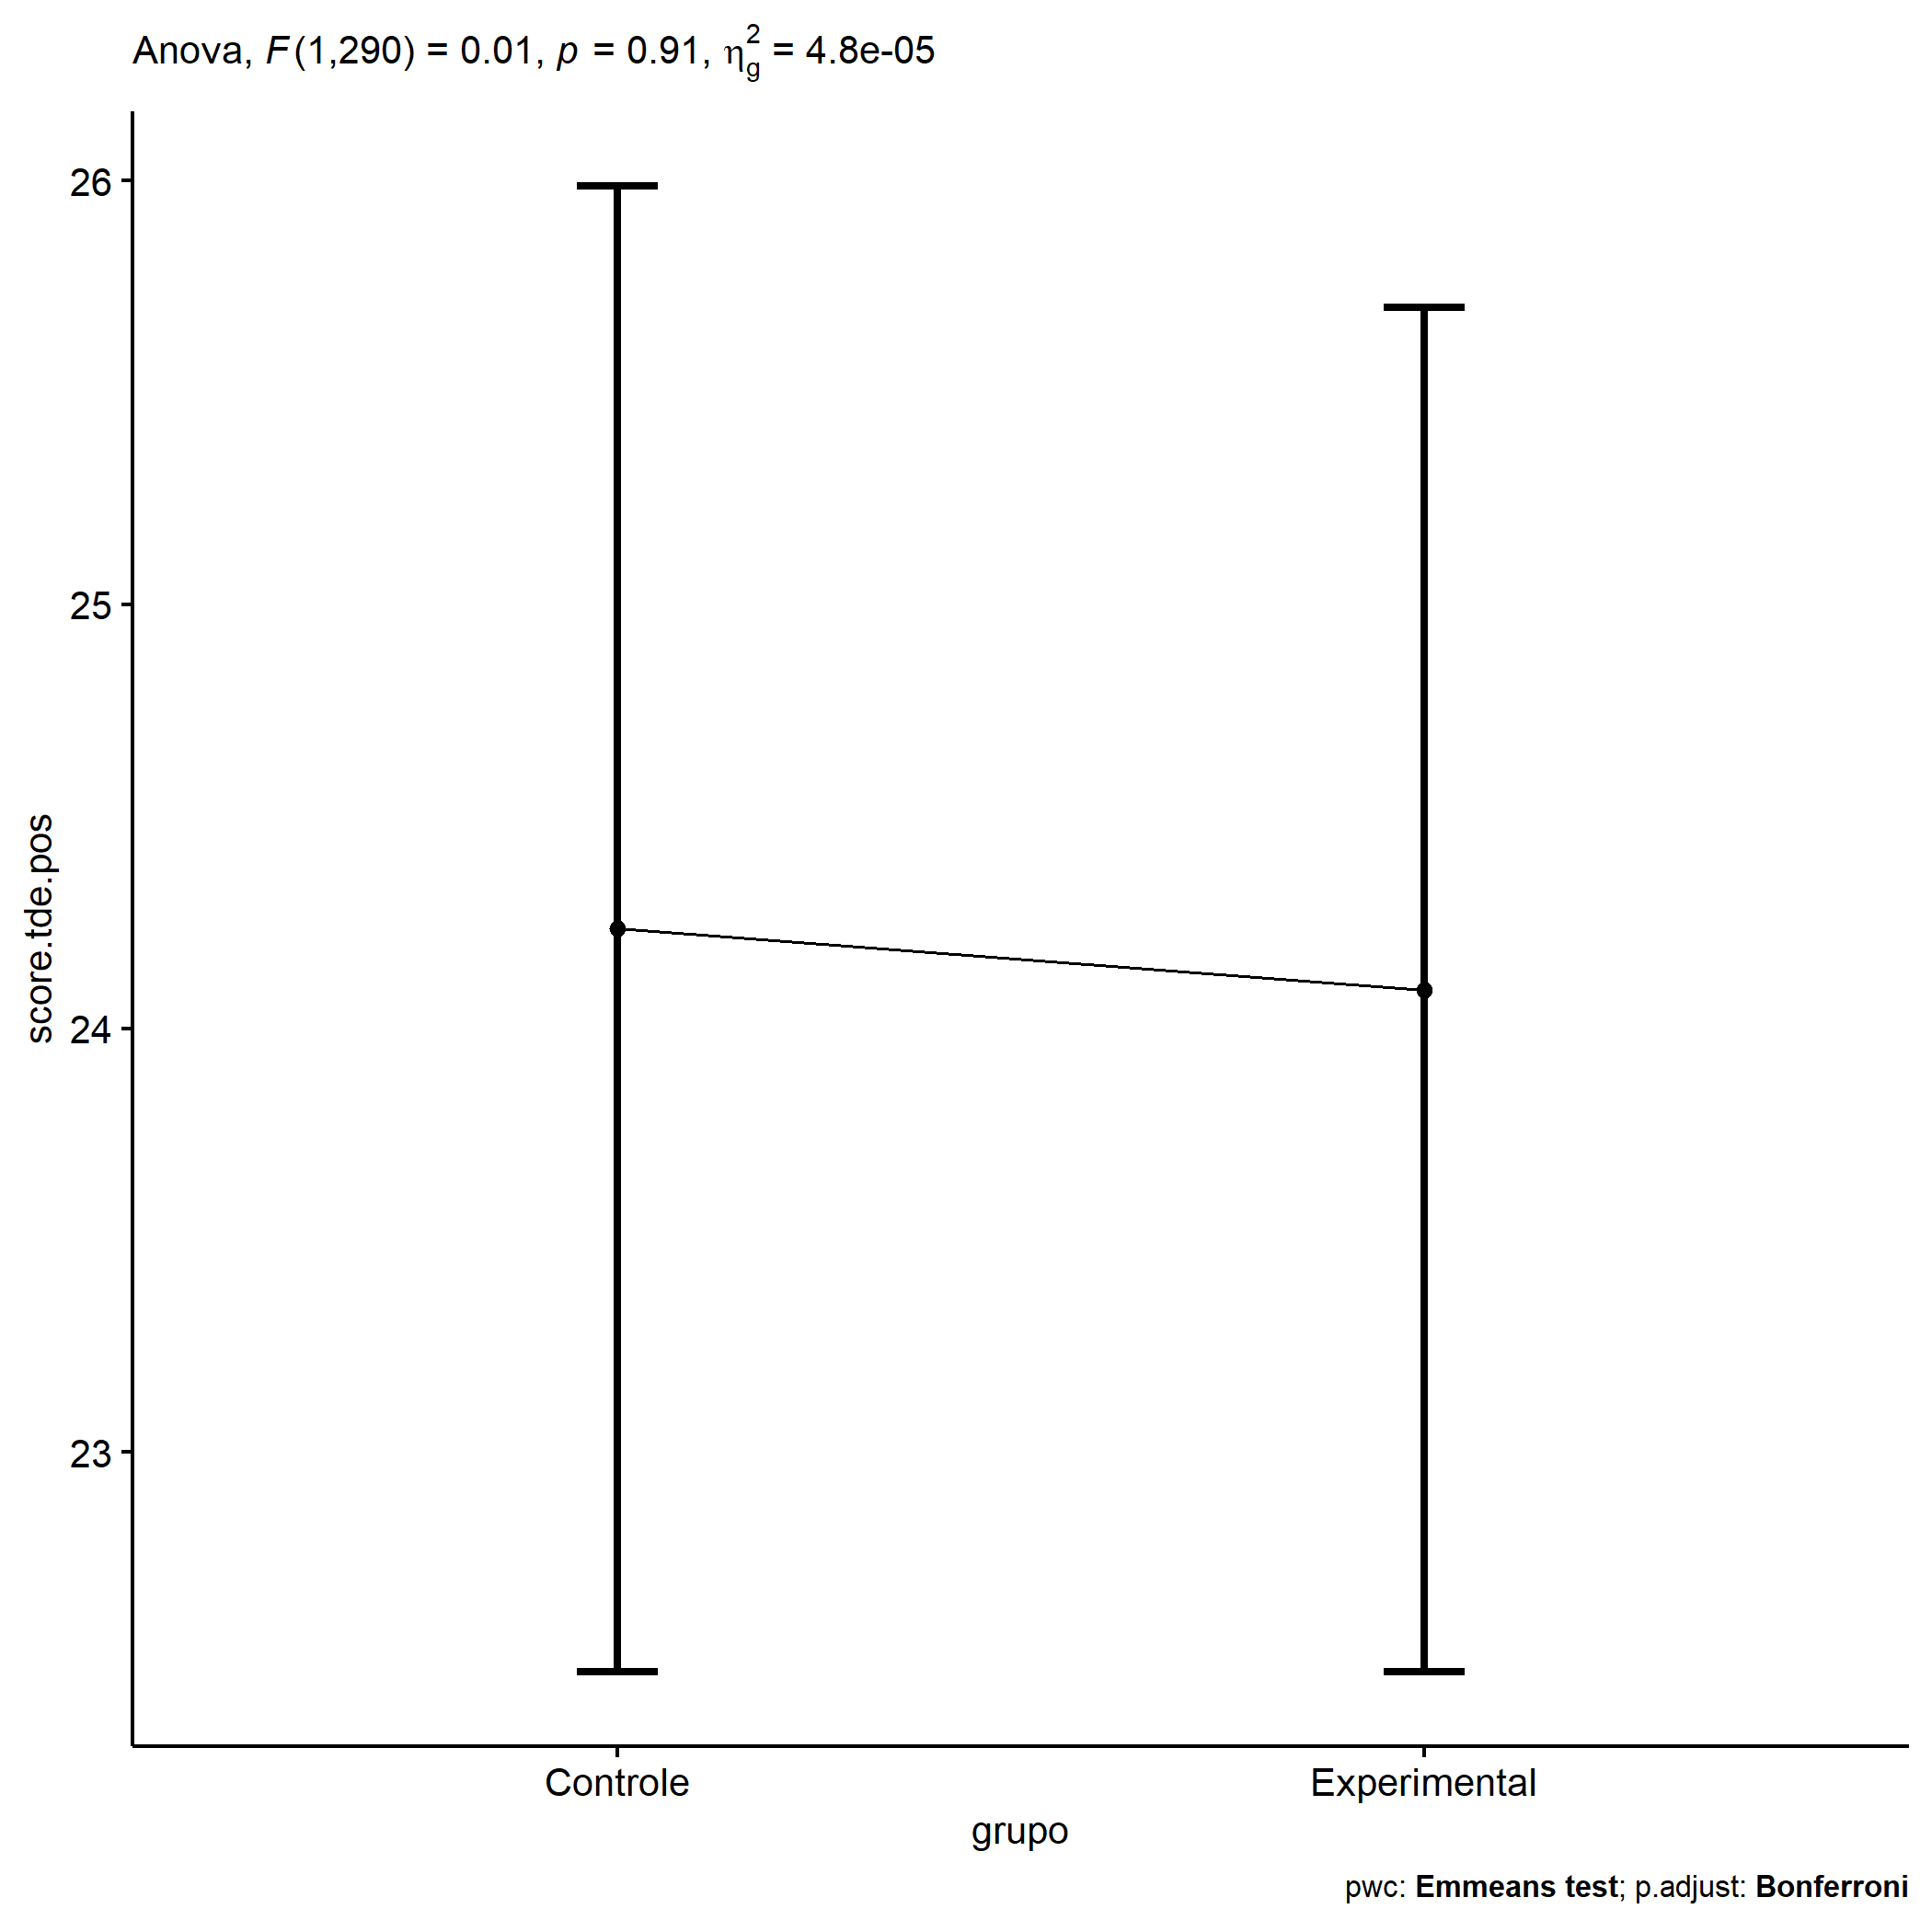 Anova, F(1,290) = 0.01, p = 0.91, η²g = 4.8e-05
26
25
24
23
score.tde.pos
Controle
Experimental
grupo
pwc: Emmeans test; p.adjust: Bonferroni